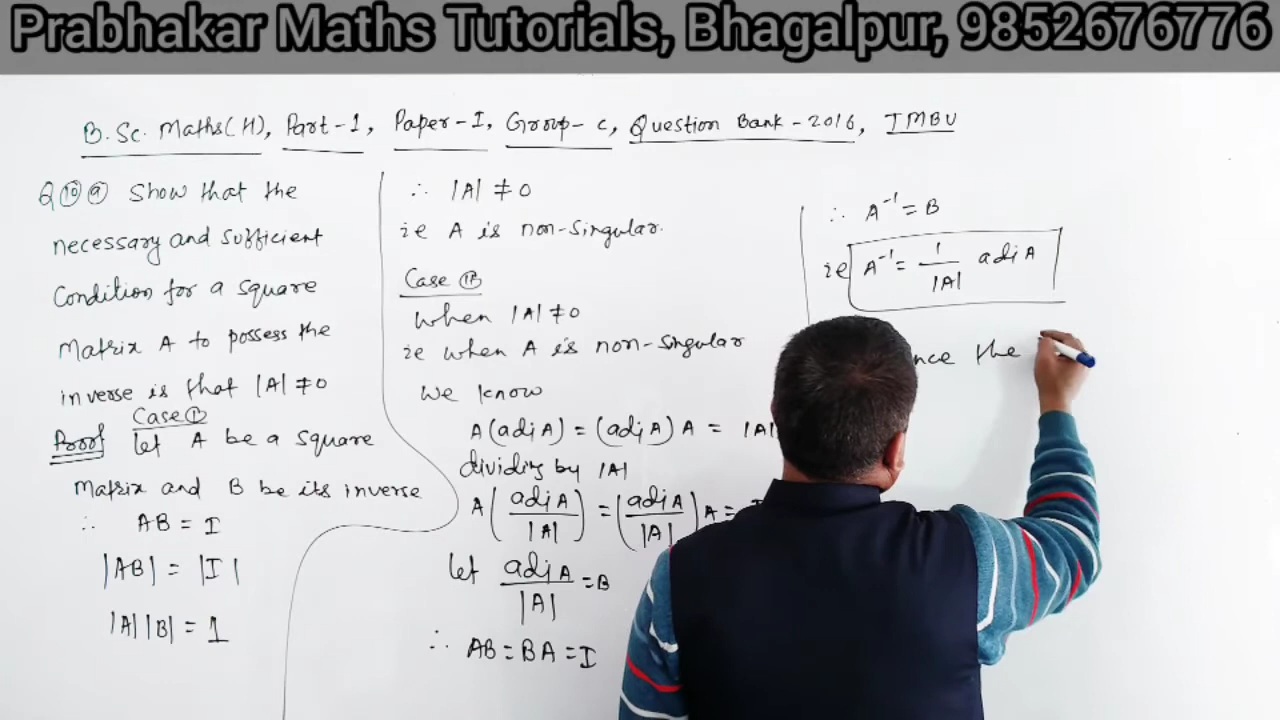 Prabhakar Maths Tutorials, Bhagalpur, 9852676776
B.Sc. Maths(H), Part-1, Paper-I, Group-C, Question Bank-2016, TMBU
Q ⑩ ⓐ Show that the
necessary and sufficient
Condition for a square
Matrix A to possess the
inverse is that |A| ≠ 0
Case Ⅰ
Proof let A be a square
Matrix and B be its inverse
∴ AB = I
|AB| = |I|
|A| |B| = 1
∴ |A| ≠ 0
ie A is non-singular.
Case Ⅱ
When |A| ≠ 0
ie when A is non-singular
We know
A(adj A) = (adj A) A = |A|
dividing by |A|
A(adj A / |A|) = (adj A / |A|) A =
let adj A / |A| = B
∴ AB = BA = I
∴ A⁻¹ = B
ie A⁻¹ = 1/|A| adj A
nce the